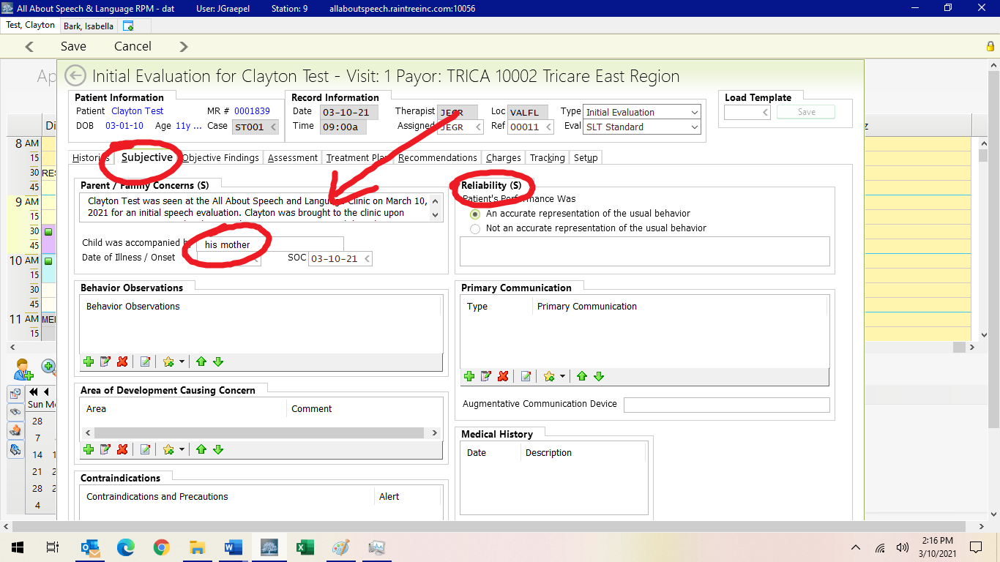 All About Speech & Language RPM - dat User: JGraepel Station: 9 allaboutspeech.raintreeinc.com:10056
Test, Clayton Bark, Isabella
Save Cancel
Ap
Initial Evaluation for Clayton Test - Visit: 1 Payor: TRICA 10002 Tricare East Region
Patient Information Record Information Load Template
Patient Clayton Test MR # 0001839 Date 03-10-21 Therapist JEGR Loc VALFL Type Initial Evaluation Save
DOB 03-01-10 Age 11y ... Case ST001 Time 09:00a Assigned JEGR Ref 00011 Eval SLT Standard
Di z
8 AM
15
30 RES
45
9 AM
15
30
45
10 AM
15
30
45
11 AM MEI
15
Histories Subjective Objective Findings Assessment Treatment Plan Recommendations Charges Tracking Setup
Parent / Family Concerns (S)
Clayton Test was seen at the All About Speech and Language Clinic on March 10,
2021 for an initial speech evaluation. Clayton was brought to the clinic upon
Child was accompanied by his mother
Date of Illness / Onset SOC 03-10-21
Reliability (S)
Patient's Performance Was
An accurate representation of the usual behavior
Not an accurate representation of the usual behavior
Behavior Observations
Behavior Observations
Primary Communication
Type Primary Communication
Area of Development Causing Concern
Area Comment
Augmentative Communication Device
Medical History
Date Description
Contraindications
Contraindications and Precautions Alert
Sun Mo
28
7
14 1
21 2
28 2
4
2:16 PM
3/10/2021